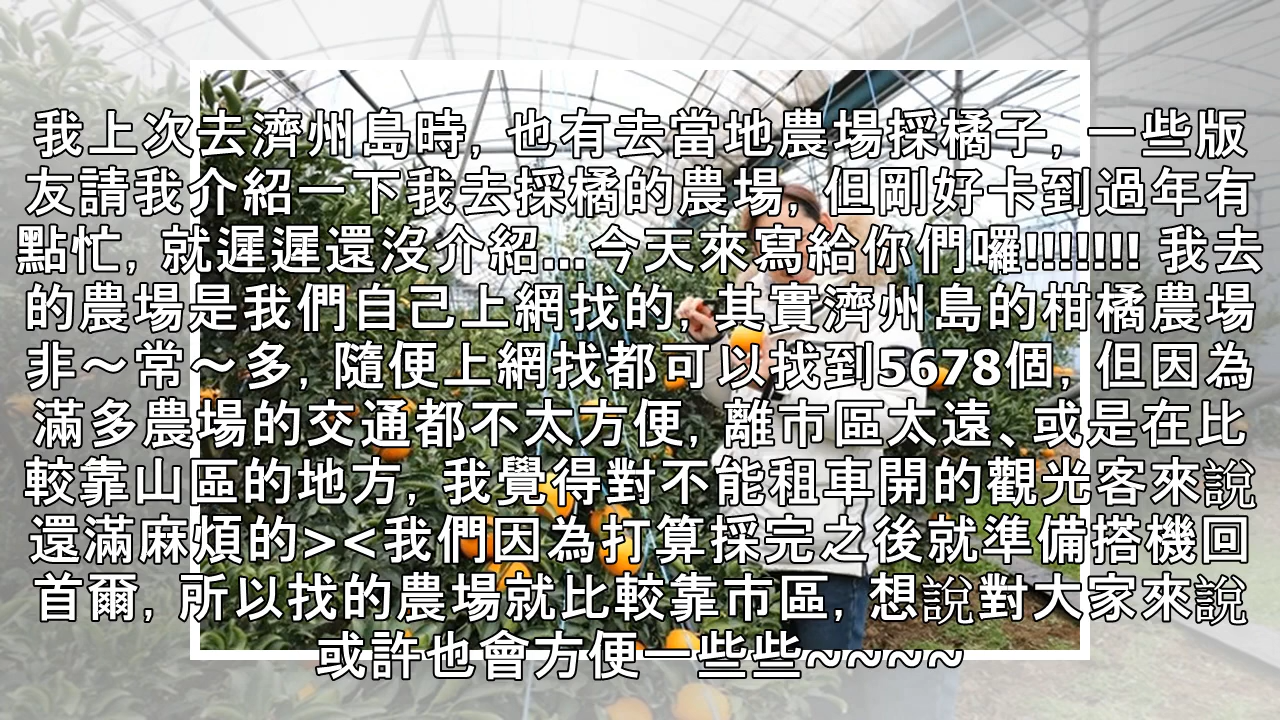 我上次去濟州島時, 也有去當地農場採橘子, 一些版
友請我介紹一下我去採橘的農場, 但剛好卡到過年有
點忙, 就遲遲還沒介紹...今天來寫給你們囉!!!!!!! 我去
的農場是我們自己上網找的, 其實濟州島的柑橘農場
非～常～多, 隨便上網找都可以找到5678個, 但因為
滿多農場的交通都不太方便, 離市區太遠、或是在比
較靠山區的地方, 我覺得對不能租車開的觀光客來說
還滿麻煩的><我們因為打算採完之後就準備搭機回
首爾, 所以找的農場就比較靠市區, 想說對大家來說
或許也會方便一些些~~~~